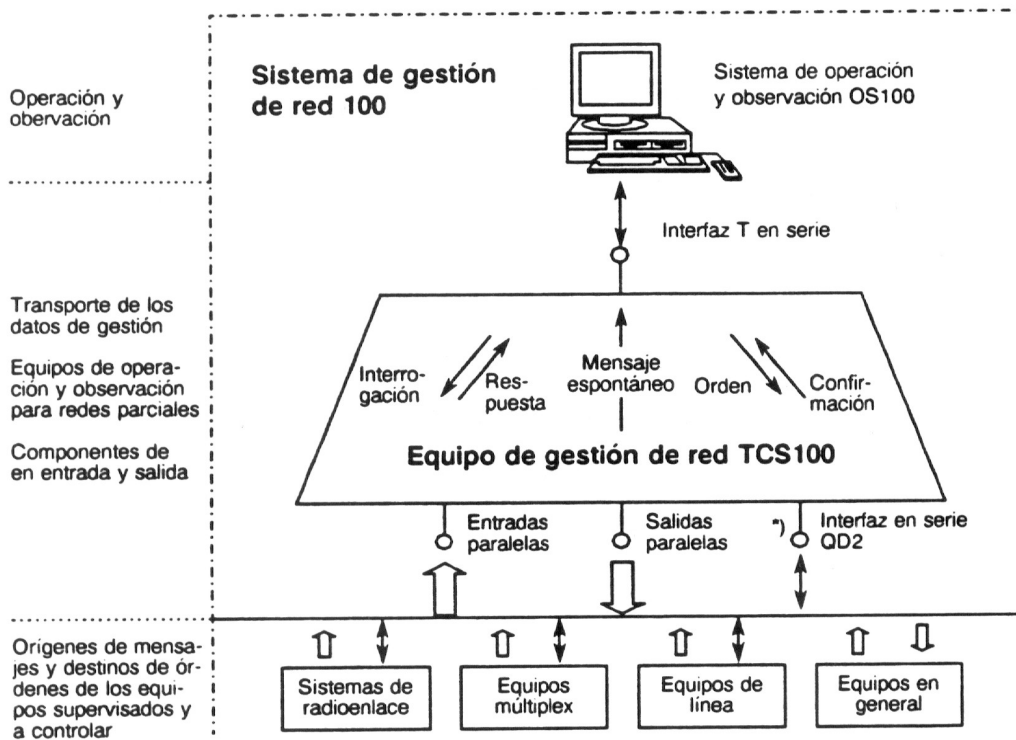 Operación y
obervación
Sistema de gestión
de red 100
Sistema de operación
y observación OS100
Interfaz T en serie
Transporte de los
datos de gestión
Equipos de opera-
ción y observación
para redes parciales
Componentes de
en entrada y salida
Interro-
gación
Res-
puesta
Mensaje
espontáneo
Orden
Confir-
mación
Equipo de gestión de red TCS100
Entradas
paralelas
Salidas
paralelas
*)
Interfaz en serie
QD2
Orígenes de mensa-
jes y destinos de ór-
denes de los equi-
pos supervisados y
a controlar
Sistemas de
radioenlace
Equipos
múltiplex
Equipos de
línea
Equipos en
general